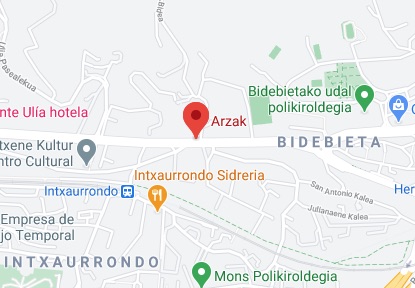 Pasealekua
Bidebietako udal
polikiroldegia
nte Ulía hotela
Arzak
txene Kultur
ntro Cultural
BIDEBIETA
Intxaurrondo Sidreria
Intxaurrondo
San Antonio Kalea
Julianaene Kalea
Her
Empresa de
jo Temporal
INTXAURRONDO
Mons Polikiroldegia